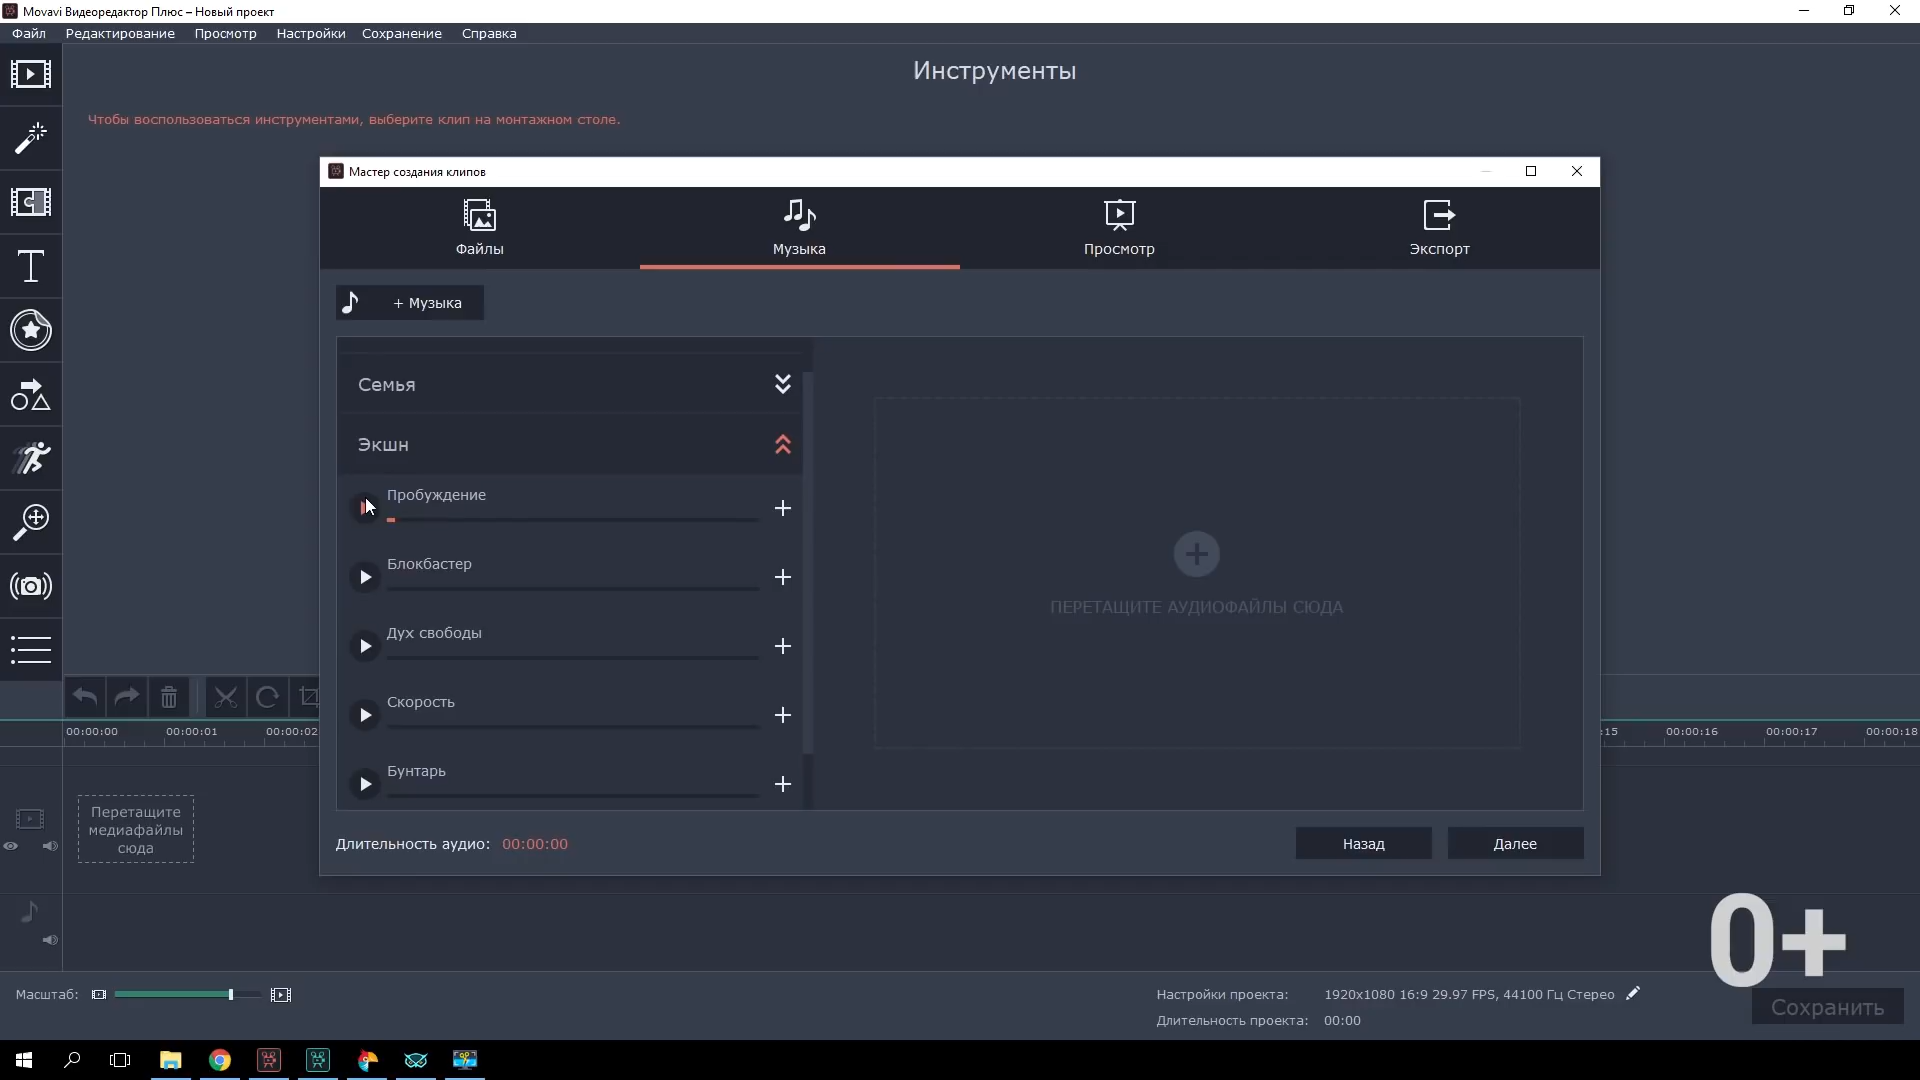 Movavi Видеоредактор Плюс – Новый проект
Файл Редактирование Просмотр Настройки Сохранение Справка
Инструменты
Чтобы воспользоваться инструментами, выберите клип на монтажном столе.
Мастер создания клипов
Файлы Музыка Просмотр Экспорт
+ Музыка
Семья
Экшн
Пробуждение
Блокбастер
Дух свободы
Скорость
Бунтарь
ПЕРЕТАЩИТЕ АУДИОФАЙЛЫ СЮДА
Длительность аудио: 00:00:00
Назад Далее
00:00:00 00:00:01 00:00:02 :15 00:00:16 00:00:17 00:00:18
Перетащите
медиафайлы
сюда
0+
Масштаб:
Настройки проекта: 1920x1080 16:9 29.97 FPS, 44100 Гц Стерео
Длительность проекта: 00:00
Сохранить